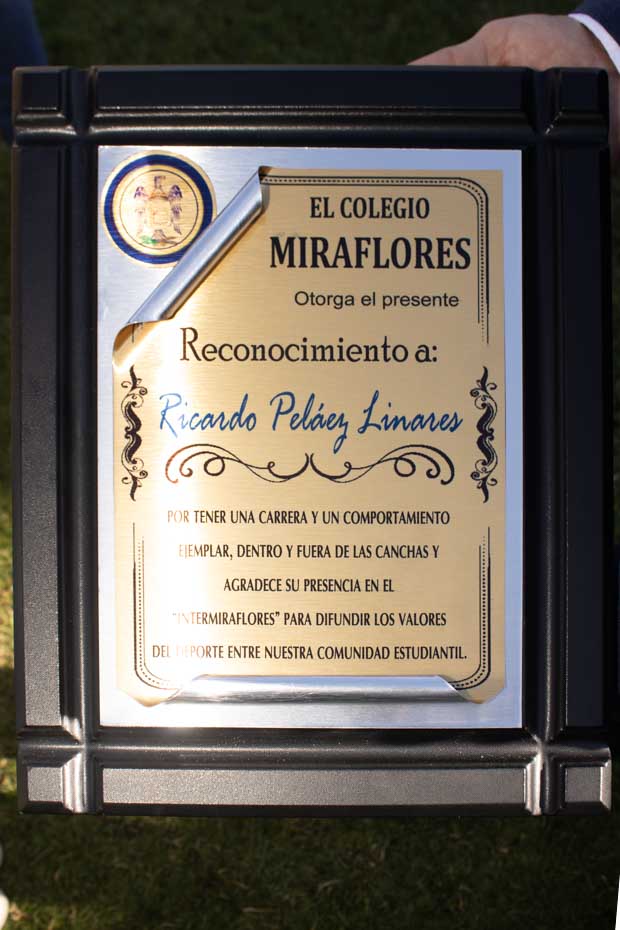 EL COLEGIO
MIRAFLORES
Otorga el presente
Reconocimiento a:
Ricardo Peláez Linares
POR TENER UNA CARRERA Y UN COMPORTAMIENTO
EJEMPLAR, DENTRO Y FUERA DE LAS CANCHAS Y
AGRADECE SU PRESENCIA EN EL
"INTERMIRAFLORES" PARA DIFUNDIR LOS VALORES
DEL DEPORTE ENTRE NUESTRA COMUNIDAD ESTUDIANTIL.